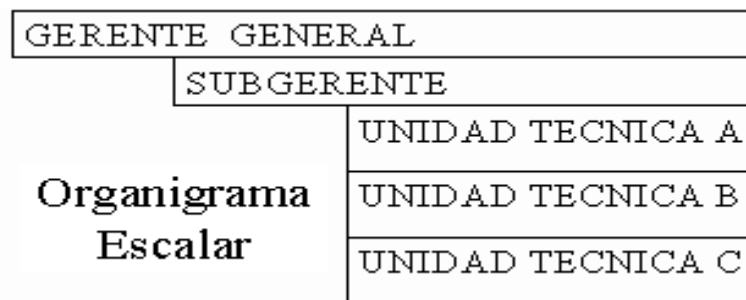 GERENTE GENERAL
SUBGERENTE
UNIDAD TECNICA A
UNIDAD TECNICA B
UNIDAD TECNICA C
Organigrama
Escalar